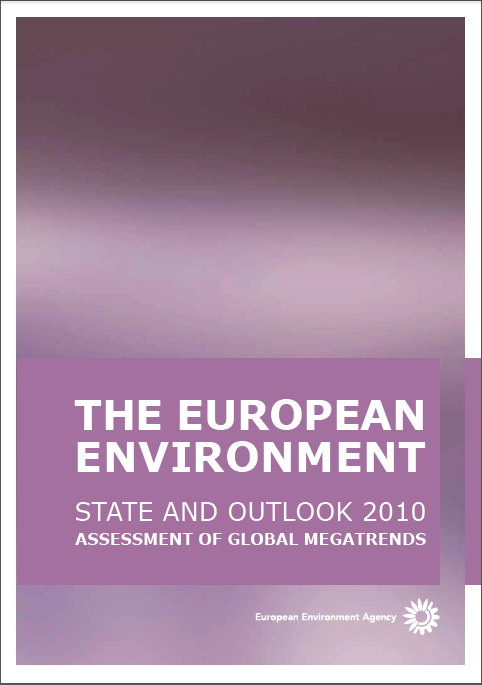 THE EUROPEAN
ENVIRONMENT
STATE AND OUTLOOK 2010
ASSESSMENT OF GLOBAL MEGATRENDS
European Environment Agency